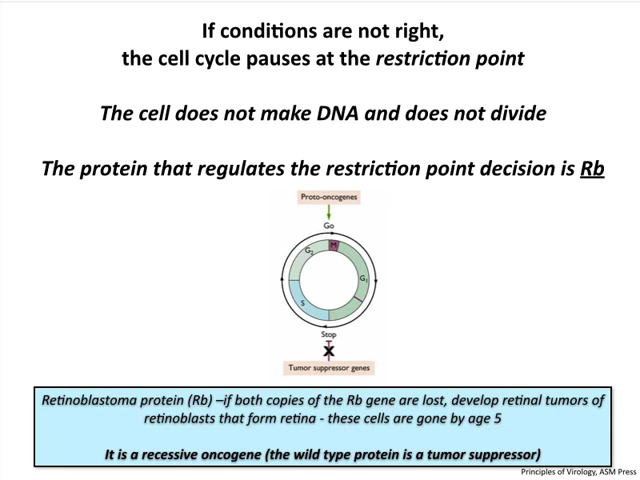 If conditions are not right,
the cell cycle pauses at the restriction point
The cell does not make DNA and does not divide
The protein that regulates the restriction point decision is Rb
Proto-oncogenes
Go
M
G2
G1
S
Stop
X
Tumor suppressor genes
Retinoblastoma protein (Rb) –if both copies of the Rb gene are lost, develop retinal tumors of
retinoblasts that form retina - these cells are gone by age 5
It is a recessive oncogene (the wild type protein is a tumor suppressor)
Principles of Virology, ASM Press